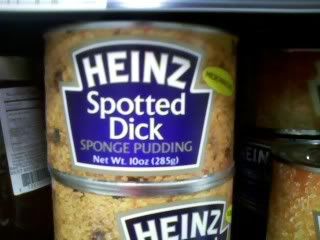 HEINZ
Spotted
Dick
SPONGE PUDDING
Net Wt. 10oz (285g)
HEINZ